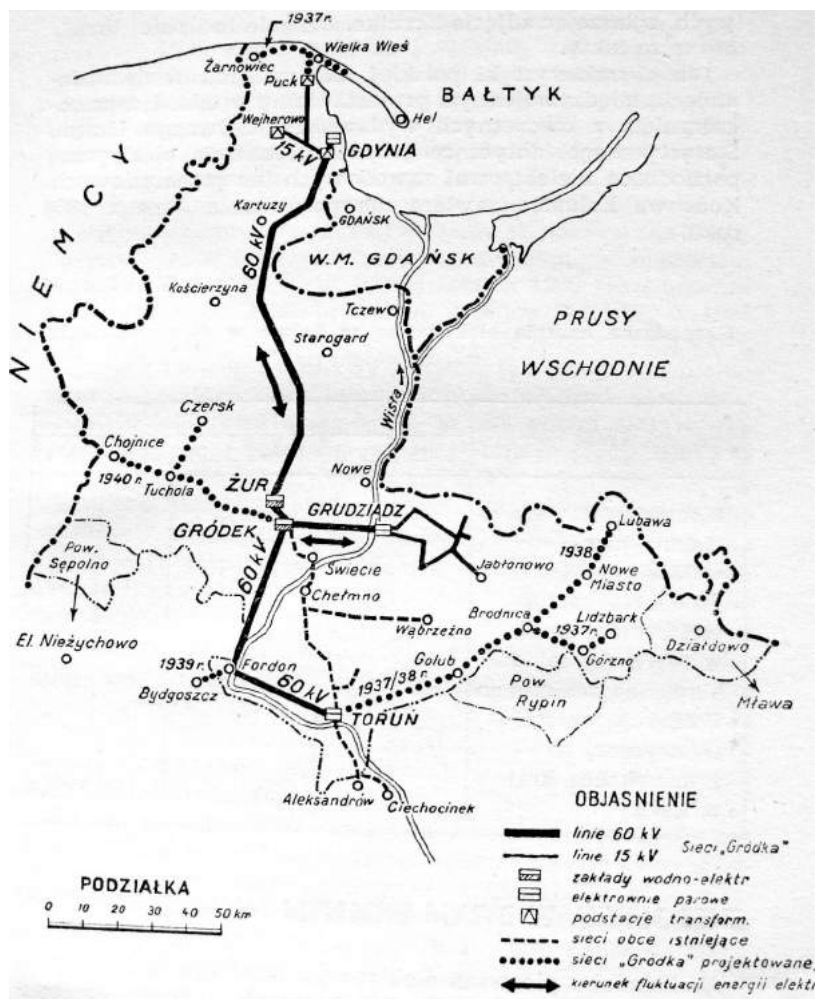 1937r.
Wielka Wieś
Żarnowiec
Puck
BAŁTYK
Wejherowo
Hel
15 kV
GDYNIA
NIEMCY
Kartuzy
GDAŃSK
60 kV
W.M. GDAŃSK
Kościerzyna
Tczew
PRUSY
WSCHODNIE
Starogard
Wisła
Czersk
Chojnice
1940 r.
Tuchola
Nowe
ŻUR
GRUDZIĄDZ
Lubawa
GRÓDEK
1938
Pow.
Sępolno
60 kV
Świecie
Jabłonowo
Nowe
Miasto
Chełmno
Brodnica
Lidzbark
Wąbrzeźno
1937r.
El. Nieżychowo
Działdowo
1939 r.
Fordon
Golub
Górzno
Bydgoszcz
60 kV
1937/38 r.
Pow.
Rypin
TORUŃ
Mława
Aleksandrów
Ciechocinek
OBJAŚNIENIE
linie 60 kV
Sieci „Gródka"
linie 15 kV
zakłady wodno-elektr
elektrownie parowe
podstacje transform.
sieci obce istniejące
sieci „Gródka" projektowane,
kierunek fluktuacji energii elektr
PODZIAŁKA
0 10 20 30 40 50 km